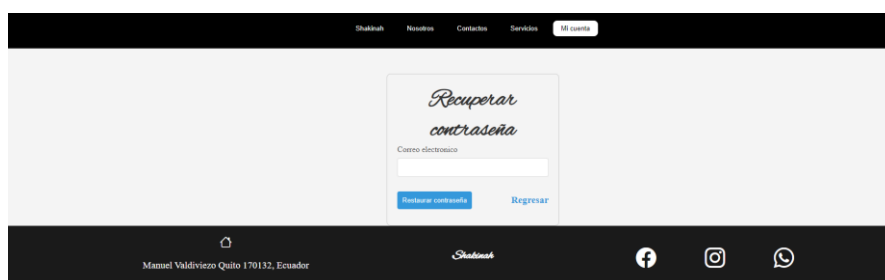 Shakinah Nosotros Contactos Servicios Mi cuenta
Recuperar
contraseña
Correo electronico
Restaurar contraseña Regresar
Manuel Valdiviezo Quito 170132, Ecuador
Shakinah